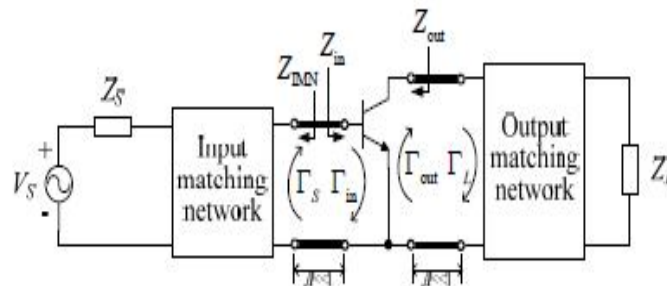 Z_S
+
V_S
-
Input
matching
network
Z_IMN
Z_in
Γ_S Γ_in
Z_out
Γ_out Γ_L
Output
matching
network